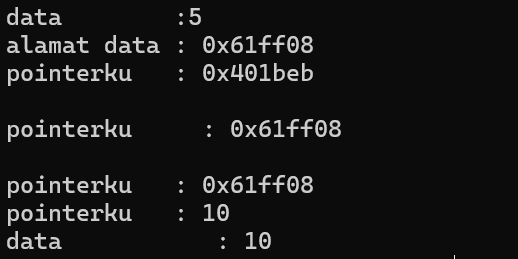 data        :5
alamat data : 0x61ff08
pointerku   : 0x401beb
pointerku     : 0x61ff08
pointerku   : 0x61ff08
pointerku   : 10
data           : 10